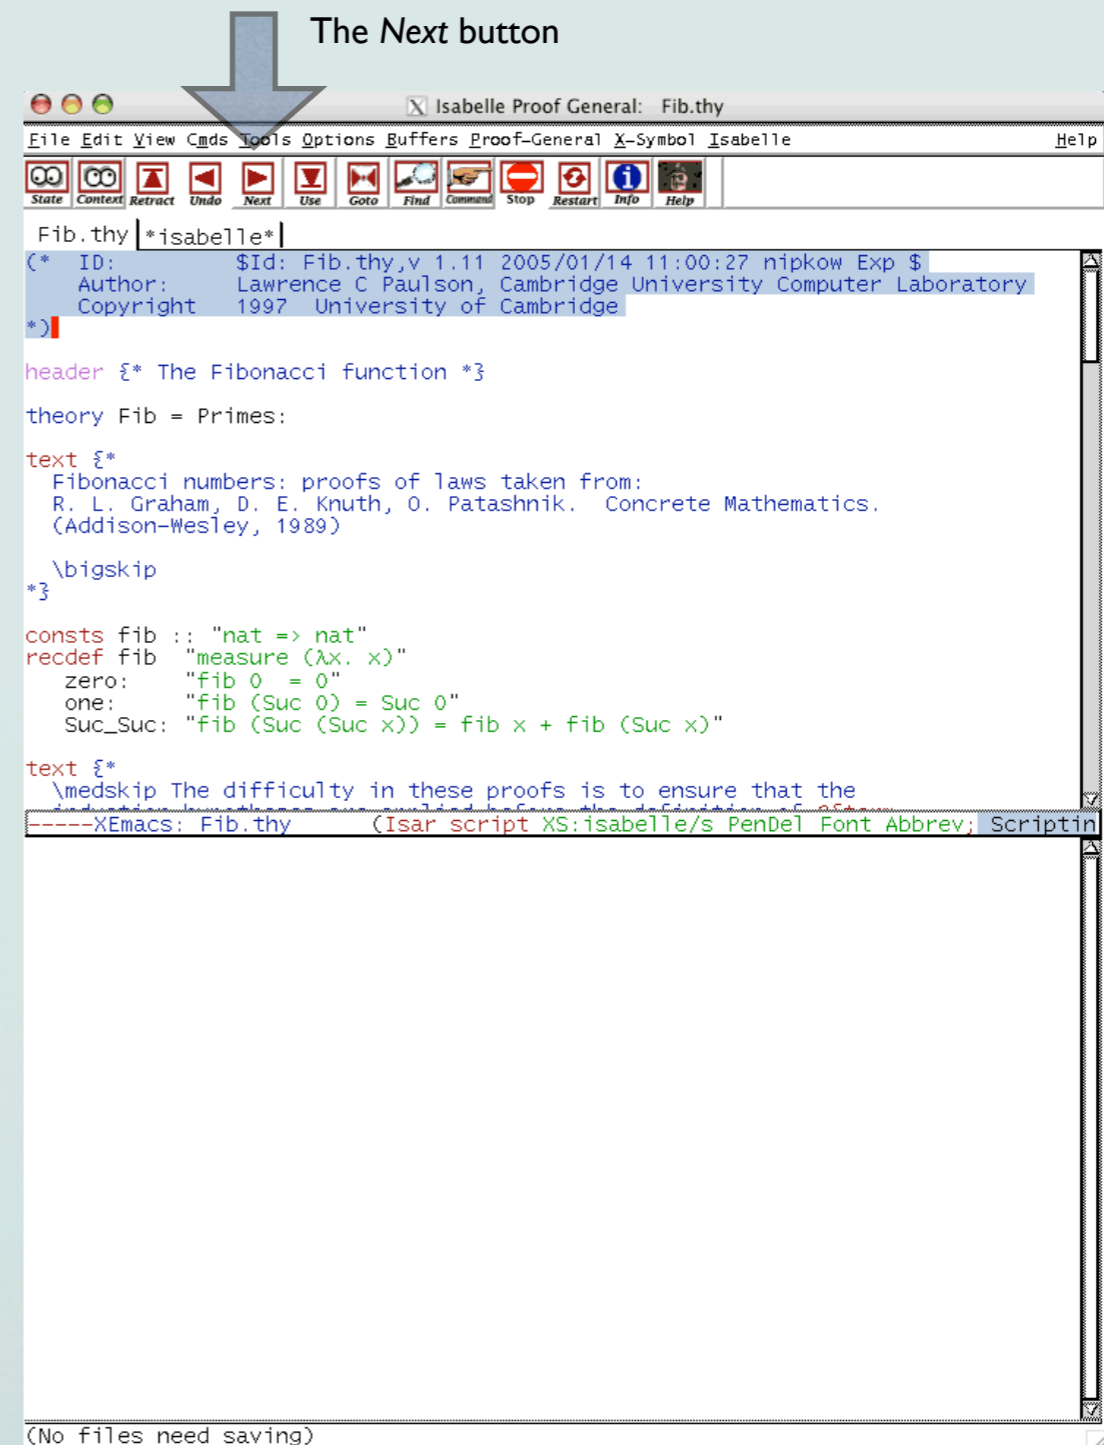 The Next button
Isabelle Proof General: Fib.thy
File Edit View Cmds Tools Options Buffers Proof-General X-Symbol Isabelle Help
State Context Retract Undo Next Use Goto Find Command Stop Restart Info Help
Fib.thy *isabelle*
(* ID: $Id: Fib.thy,v 1.11 2005/01/14 11:00:27 nipkow Exp $
Author: Lawrence C Paulson, Cambridge University Computer Laboratory
Copyright 1997 University of Cambridge
*)
header {* The Fibonacci function *}
theory Fib = Primes:
text {*
Fibonacci numbers: proofs of laws taken from:
R. L. Graham, D. E. Knuth, O. Patashnik. Concrete Mathematics.
(Addison-Wesley, 1989)
\bigskip
*}
consts fib :: "nat => nat"
recdef fib "measure (λx. x)"
zero: "fib 0 = 0"
one: "fib (Suc 0) = Suc 0"
Suc_Suc: "fib (Suc (Suc x)) = fib x + fib (Suc x)"
text {*
\medskip The difficulty in these proofs is to ensure that the
-----XEmacs: Fib.thy (Isar script XS:isabelle/s PenDel Font Abbrev; Scriptin
(No files need saving)